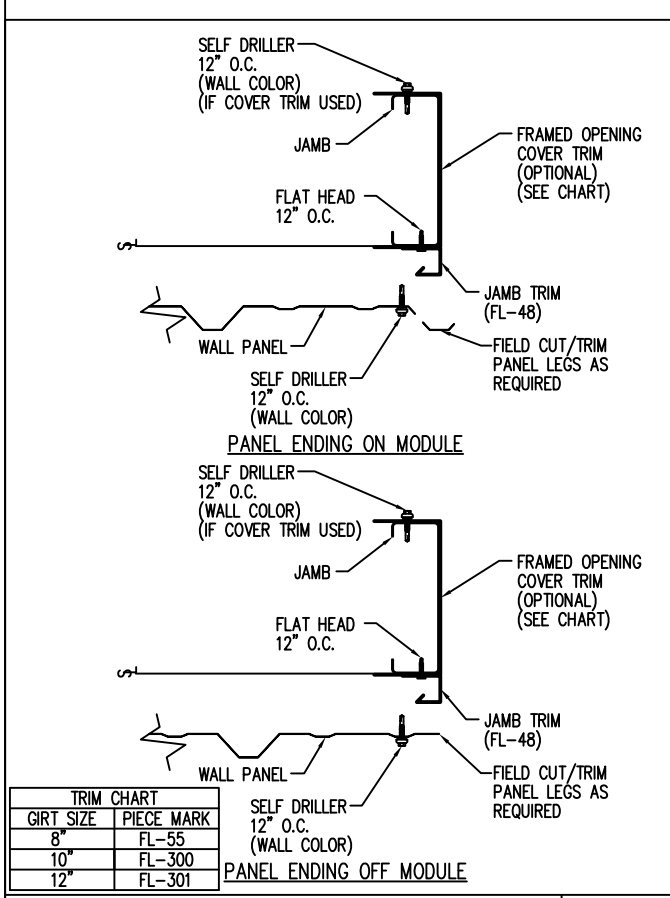 SELF DRILLER
12" O.C.
(WALL COLOR)
(IF COVER TRIM USED)
JAMB
FRAMED OPENING
COVER TRIM
(OPTIONAL)
(SEE CHART)
FLAT HEAD
12" O.C.
JAMB TRIM
(FL-48)
WALL PANEL
FIELD CUT/TRIM
PANEL LEGS AS
REQUIRED
SELF DRILLER
12" O.C.
(WALL COLOR)
PANEL ENDING ON MODULE
SELF DRILLER
12" O.C.
(WALL COLOR)
(IF COVER TRIM USED)
JAMB
FRAMED OPENING
COVER TRIM
(OPTIONAL)
(SEE CHART)
FLAT HEAD
12" O.C.
JAMB TRIM
(FL-48)
WALL PANEL
FIELD CUT/TRIM
PANEL LEGS AS
REQUIRED
SELF DRILLER
12" O.C.
(WALL COLOR)
PANEL ENDING OFF MODULE
TRIM CHART
GIRT SIZE PIECE MARK
8" FL-55
10" FL-300
12" FL-301